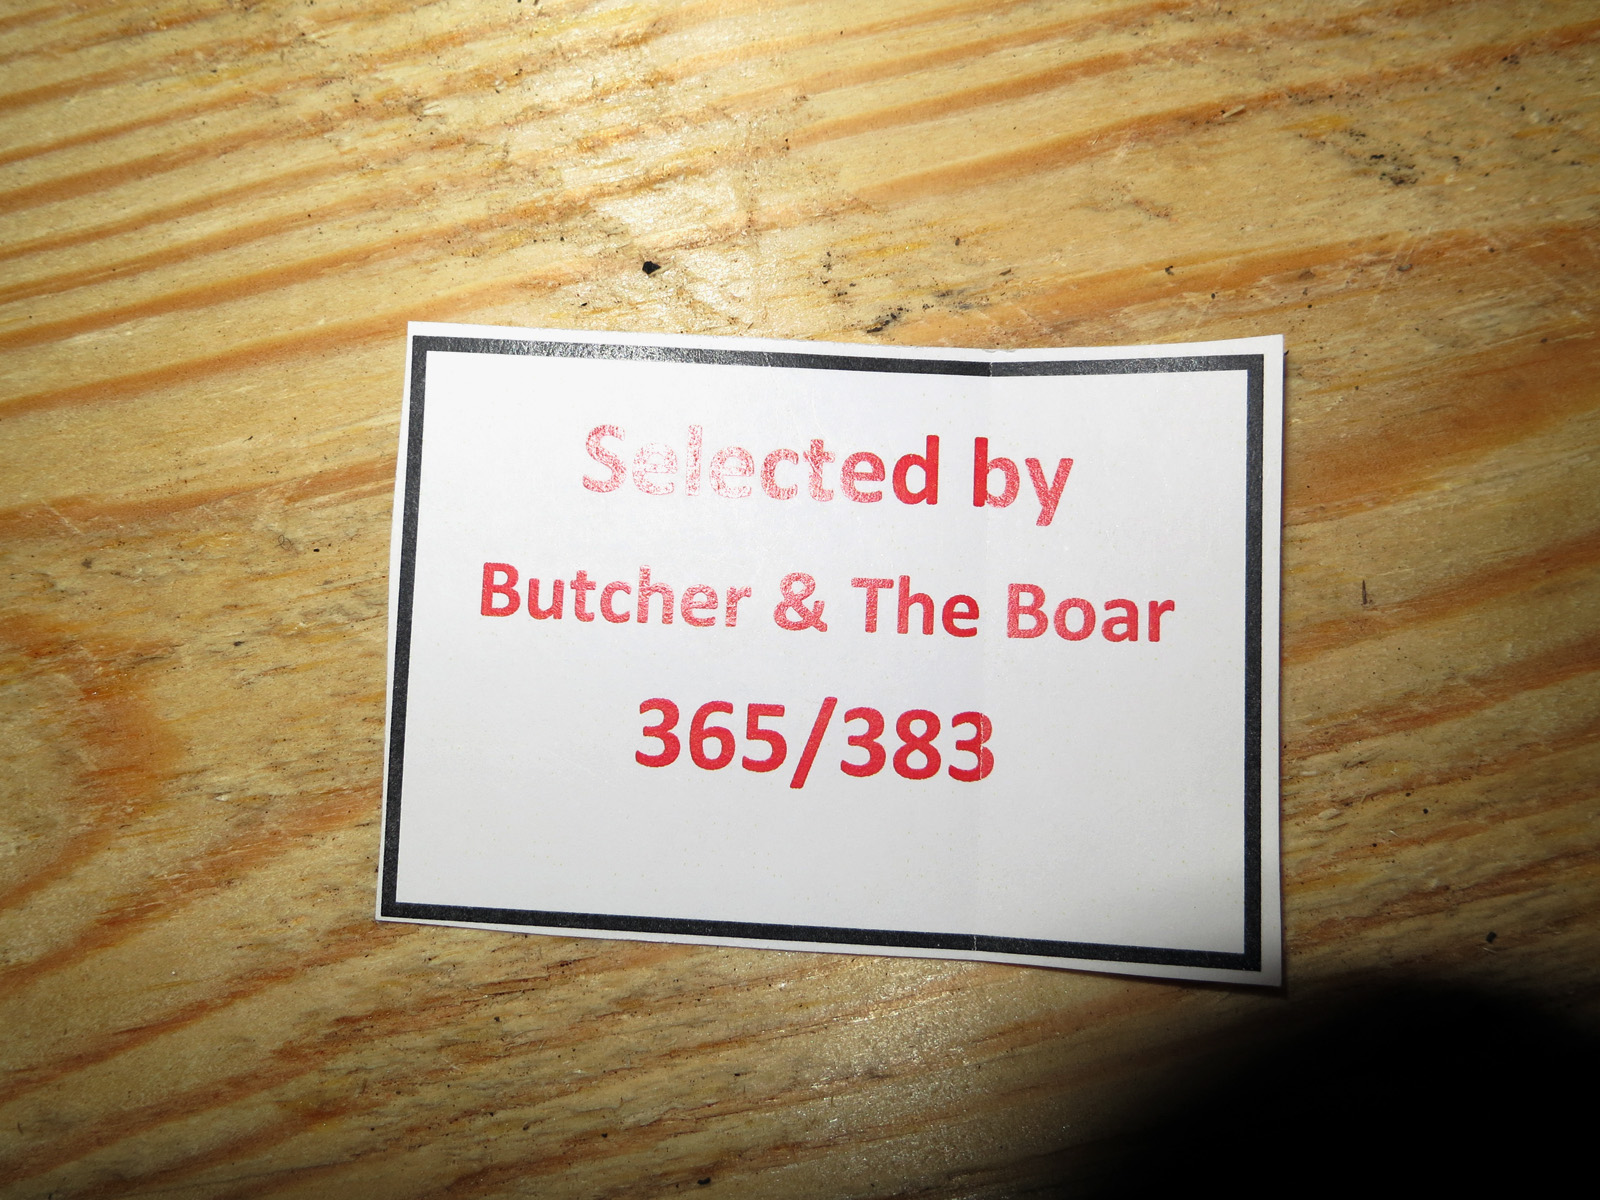 Selected by
Butcher & The Boar
365/383